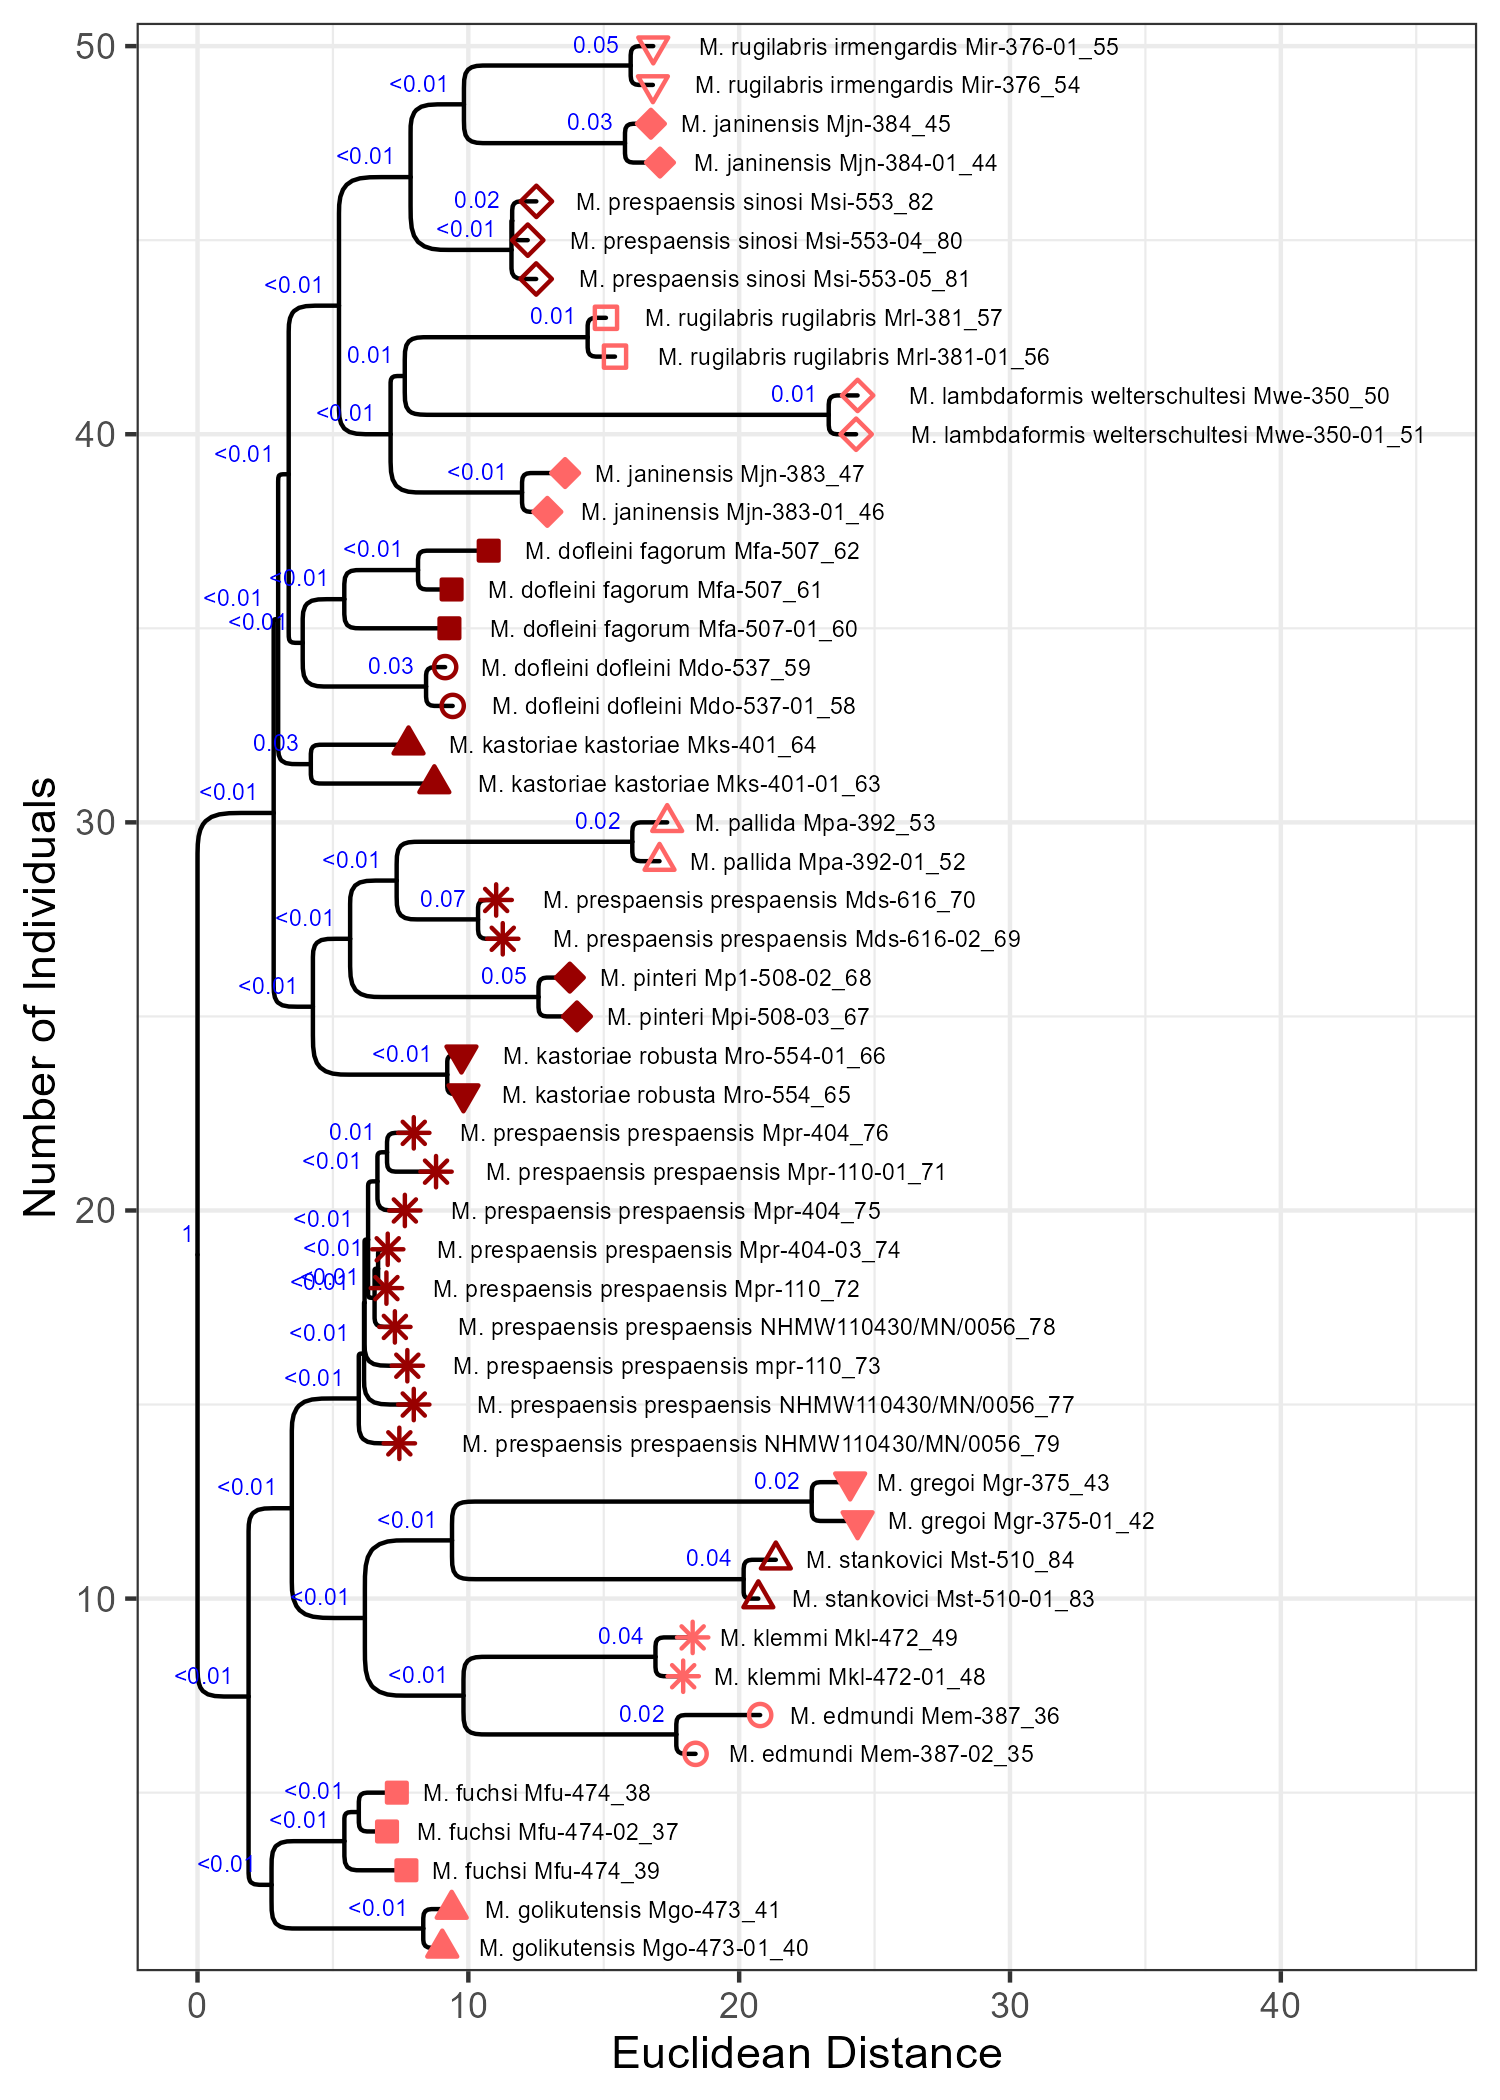 50
0.05
M. rugilabris irmengardis Mir-376-01_55
<0.01
M. rugilabris irmengardis Mir-376_54
0.03
M. janinensis Mjn-384_45
<0.01
M. janinensis Mjn-384-01_44
0.02
M. prespaensis sinosi Msi-553_82
<0.01
M. prespaensis sinosi Msi-553-04_80
<0.01
M. prespaensis sinosi Msi-553-05_81
0.01
M. rugilabris rugilabris Mrl-381_57
0.01
M. rugilabris rugilabris Mrl-381-01_56
0.01
M. lambdaformis welterschultesi Mwe-350_50
<0.01
40
M. lambdaformis welterschultesi Mwe-350-01_51
<0.01
<0.01
M. janinensis Mjn-383_47
M. janinensis Mjn-383-01_46
<0.01
M. dofleini fagorum Mfa-507_62
<0.01
M. dofleini fagorum Mfa-507_61
<0.01
<0.01
M. dofleini fagorum Mfa-507-01_60
0.03
M. dofleini dofleini Mdo-537_59
M. dofleini dofleini Mdo-537-01_58
0.03
M. kastoriae kastoriae Mks-401_64
M. kastoriae kastoriae Mks-401-01_63
<0.01
30
0.02
M. pallida Mpa-392_53
<0.01
M. pallida Mpa-392-01_52
0.07
M. prespaensis prespaensis Mds-616_70
<0.01
M. prespaensis prespaensis Mds-616-02_69
0.05
M. pinteri Mp1-508-02_68
<0.01
M. pinteri Mpi-508-03_67
<0.01
M. kastoriae robusta Mro-554-01_66
M. kastoriae robusta Mro-554_65
0.01
M. prespaensis prespaensis Mpr-404_76
<0.01
M. prespaensis prespaensis Mpr-110-01_71
20
<0.01
M. prespaensis prespaensis Mpr-404_75
1
<0.01
M. prespaensis prespaensis Mpr-404-03_74
<0.01
<0.01
M. prespaensis prespaensis Mpr-110_72
<0.01
M. prespaensis prespaensis NHMW110430/MN/0056_78
<0.01
M. prespaensis prespaensis mpr-110_73
M. prespaensis prespaensis NHMW110430/MN/0056_77
M. prespaensis prespaensis NHMW110430/MN/0056_79
<0.01
0.02
M. gregoi Mgr-375_43
<0.01
M. gregoi Mgr-375-01_42
0.04
M. stankovici Mst-510_84
10
<0.01
M. stankovici Mst-510-01_83
0.04
M. klemmi Mkl-472_49
<0.01
<0.01
M. klemmi Mkl-472-01_48
0.02
M. edmundi Mem-387_36
M. edmundi Mem-387-02_35
<0.01
M. fuchsi Mfu-474_38
<0.01
M. fuchsi Mfu-474-02_37
<0.01
M. fuchsi Mfu-474_39
<0.01
M. golikutensis Mgo-473_41
M. golikutensis Mgo-473-01_40
0
10
20
30
40
Euclidean Distance
Number of Individuals